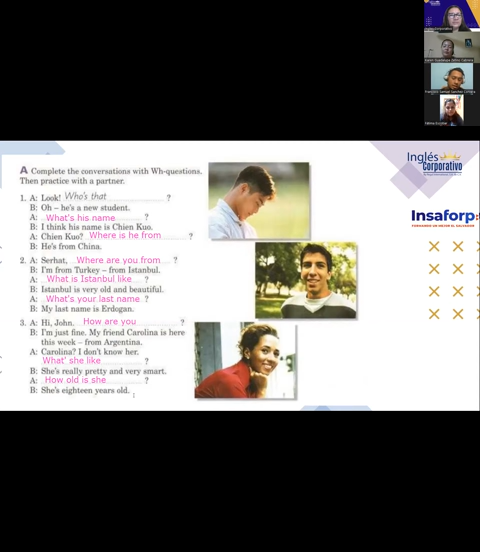 A Complete the conversations with Wh-questions.
Then practice with a partner.
1. A: Look! Who's that ?
B: Oh – he's a new student.
A: What's his name ?
B: I think his name is Chien Kuo.
A: Chien Kuo? Where is he from ?
B: He's from China.
2. A: Serhat, Where are you from ?
B: I'm from Turkey – from Istanbul.
A: What is Istanbul like ?
B: Istanbul is very old and beautiful.
A: What's your last name ?
B: My last name is Erdogan.
3. A: Hi, John. How are you ?
B: I'm just fine. My friend Carolina is here
this week – from Argentina.
A: Carolina? I don't know her.
What' she like ?
B: She's really pretty and very smart.
A: How old is she ?
B: She's eighteen years old.
;
Inglés
Corporativo
Insaforp